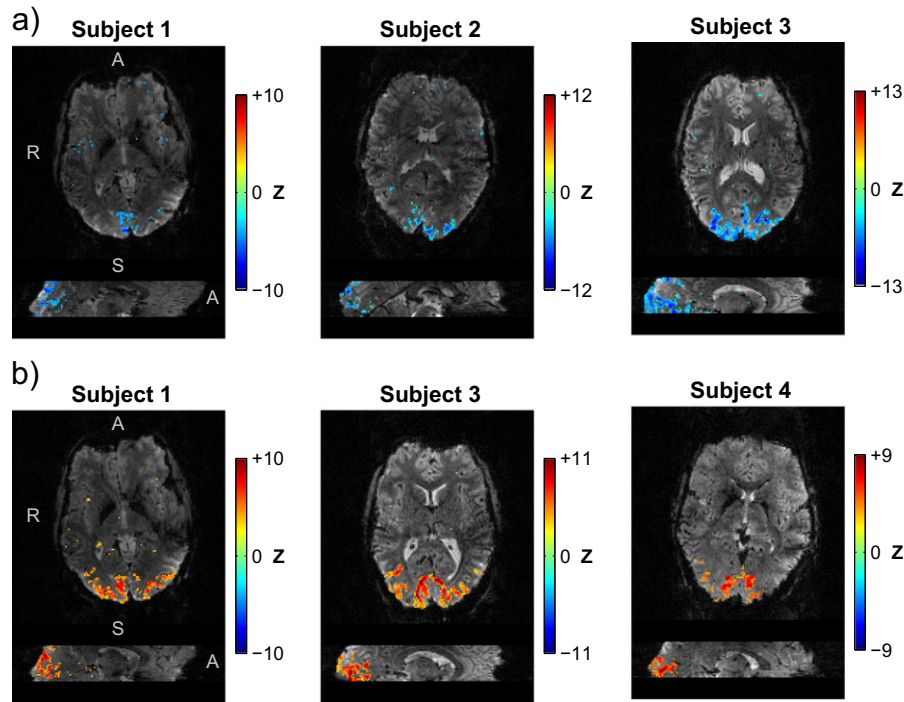 a)
Subject 1
Subject 2
Subject 3
A
R
S
A
+10
0 Z
−10
+12
0 Z
−12
+13
0 Z
−13
b)
Subject 1
Subject 3
Subject 4
A
R
S
A
+10
0 Z
−10
+11
0 Z
−11
+9
0 Z
−9